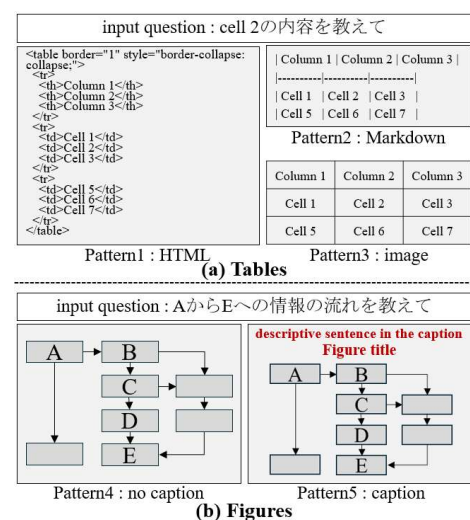 input question : cell 2の内容を教えて
<table border="1" style="border-collapse:
collapse;">
<tr>
<th>Column 1</th>
<th>Column 2</th>
<th>Column 3</th>
</tr>
<tr>
<td>Cell 1</td>
<td>Cell 2</td>
<td>Cell 3</td>
</tr>
<tr>
<td>Cell 5</td>
<td>Cell 6</td>
<td>Cell 7</td>
</tr>
</table>
Pattern1 : HTML
| Column 1 | Column 2 | Column 3 |
|----------|----------|----------|
| Cell 1 | Cell 2 | Cell 3 |
| Cell 5 | Cell 6 | Cell 7 |
Pattern2 : Markdown
Column 1 Column 2 Column 3
Cell 1 Cell 2 Cell 3
Cell 5 Cell 6 Cell 7
Pattern3 : image
(a) Tables
input question : AからEへの情報の流れを教えて
A B
C
D
E
Pattern4 : no caption
descriptive sentence in the caption
Figure title
A B
C
D
E
Pattern5 : caption
(b) Figures